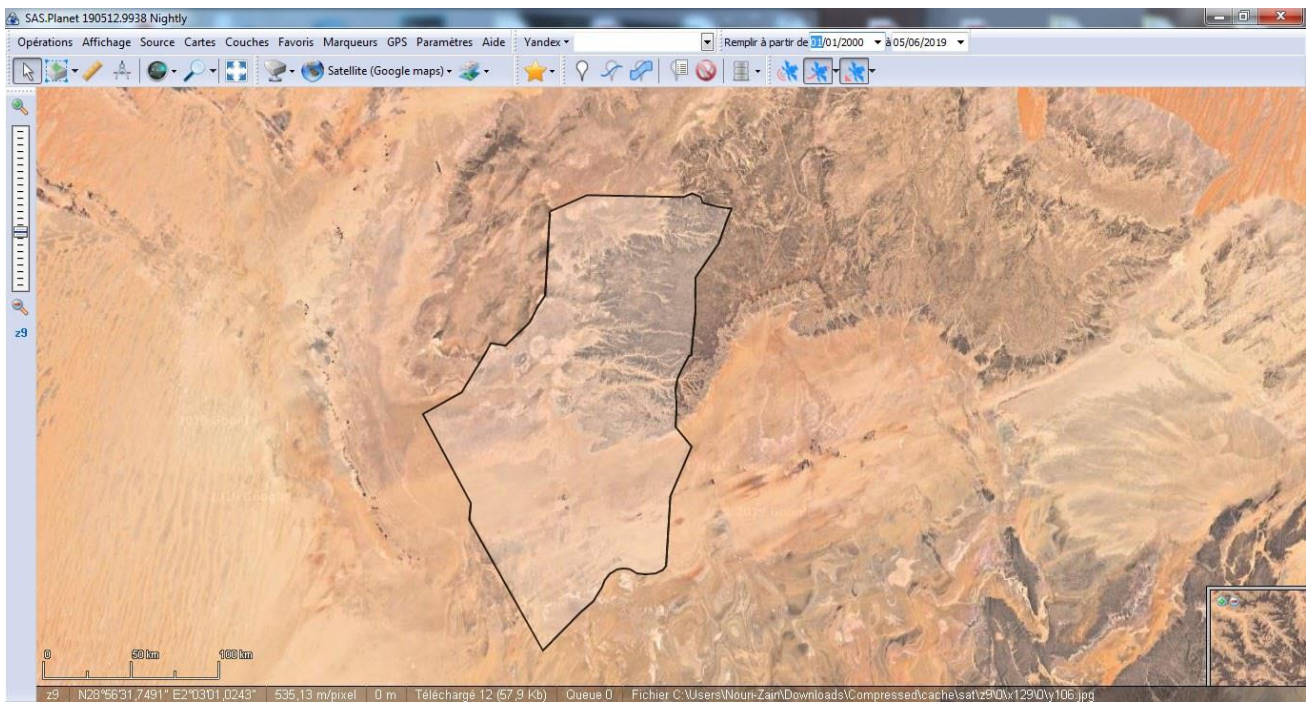 SAS.Planet 190512.9938 Nightly
Opérations Affichage Source Cartes Couches Favoris Marqueurs GPS Paramètres Aide Yandex Remplir à partir de 01/01/2000 à 05/06/2019
Satellite (Google maps)
z9
0 50 km 100 km
z9 N28°56'31,7491" E2°03'01,0243" 535,13 m/pixel 0 m Téléchargé 12 (57,9 Kb) Queue 0 Fichier C:\Users\Nouri-Zain\Downloads\Compressed\cache\sat\z9\0\x129\0\y106.jpg